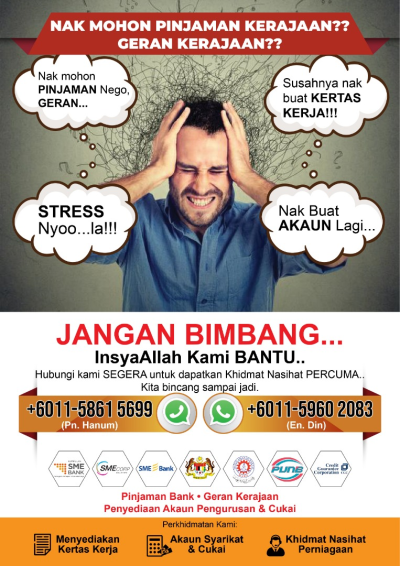 NAK MOHON PINJAMAN KERAJAAN??
GERAN KERAJAAN??
Nak mohon
PINJAMAN Nego,
GERAN...
Susahnya nak
buat KERTAS
KERJA!!!
STRESS
Nyoo...la!!!
Nak Buat
AKAUN Lagi...
JANGAN BIMBANG...
InsyaAllah Kami BANTU..
Hubungi kami SEGERA untuk dapatkan Khidmat Nasihat PERCUMA..
Kita bincang sampai jadi.
+6011-5861 5699
(Pn. Hanum)
+6011-5960 2083
(En. Din)
SME
BANK
SMECORP
SME Bank
PUNB
Credit
Guarantee
Corporation
Pinjaman Bank • Geran Kerajaan
Penyediaan Akaun Pengurusan & Cukai
Perkhidmatan Kami:
Menyediakan
Kertas Kerja
Akaun Syarikat
& Cukai
Khidmat Nasihat
Perniagaan